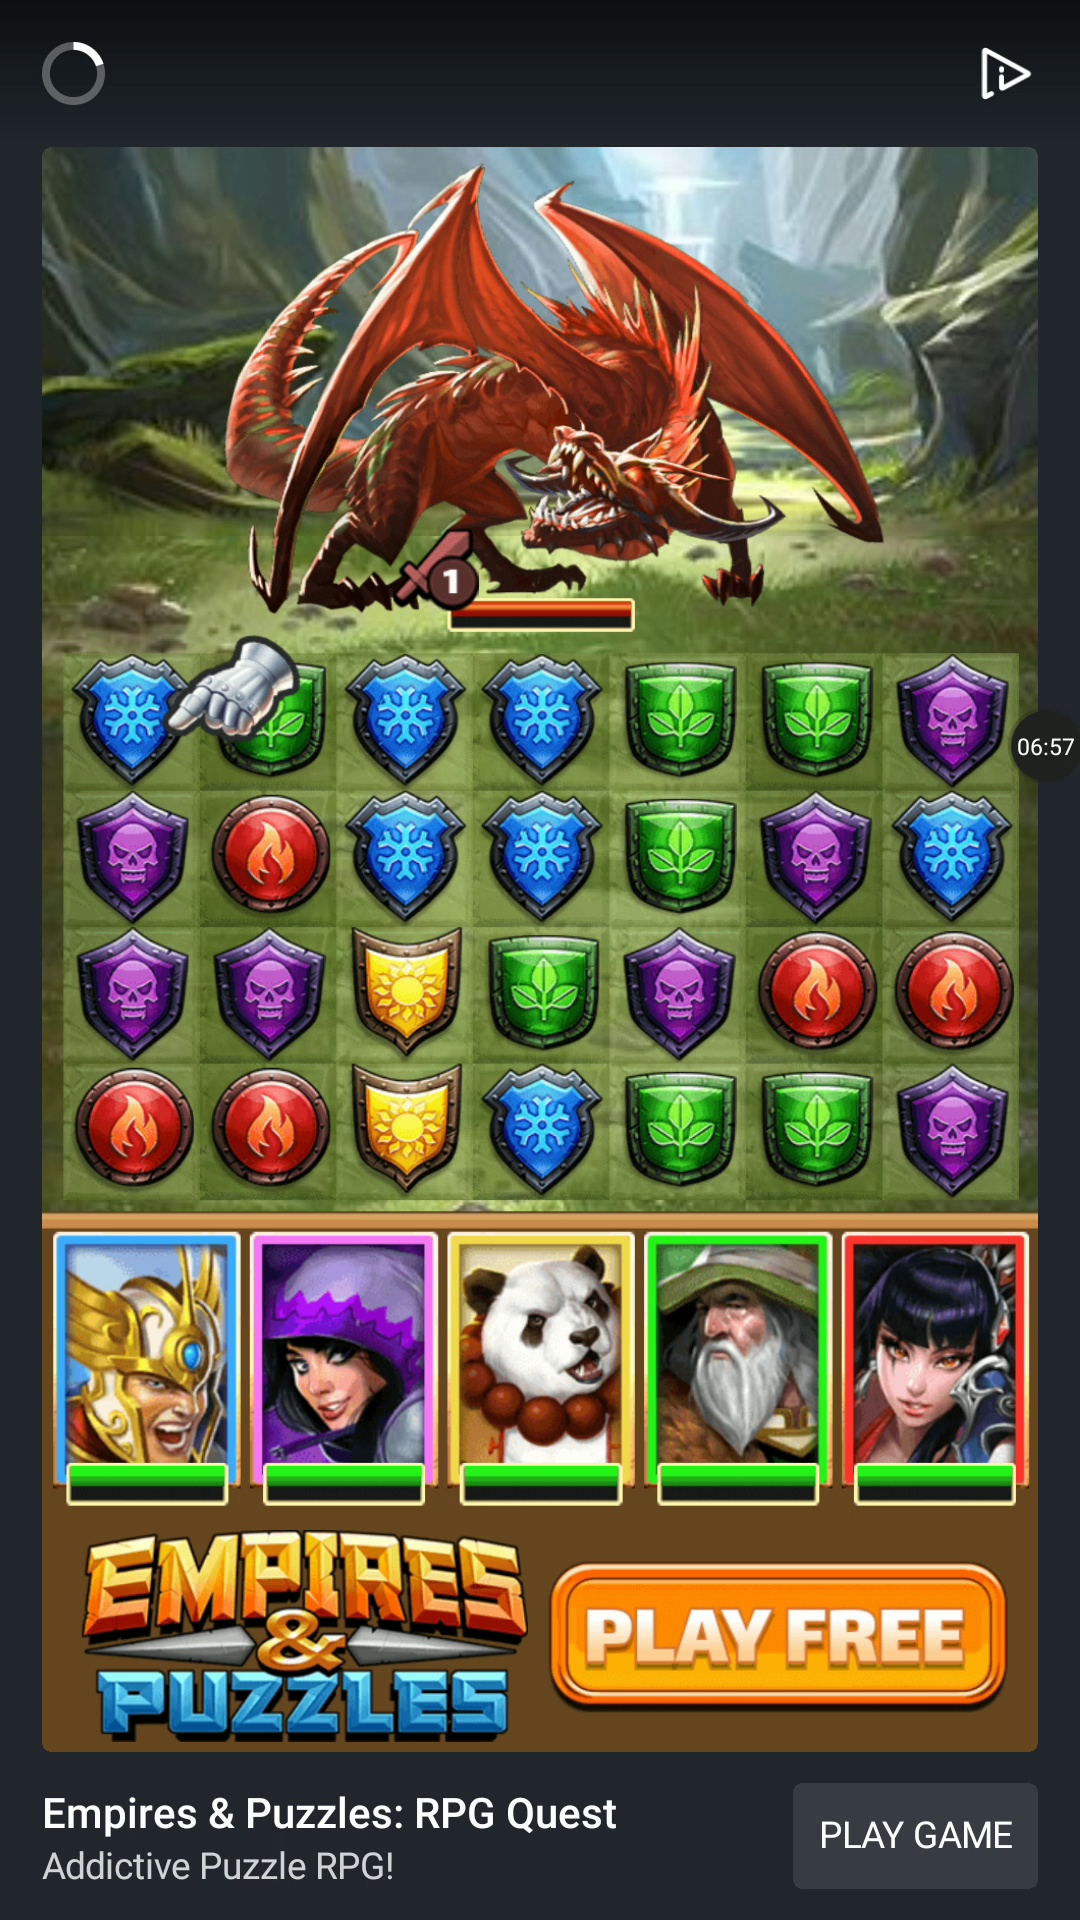 1
06:57
EMPIRES
&
PUZZLES
PLAY FREE
Empires & Puzzles: RPG Quest
Addictive Puzzle RPG!
PLAY GAME